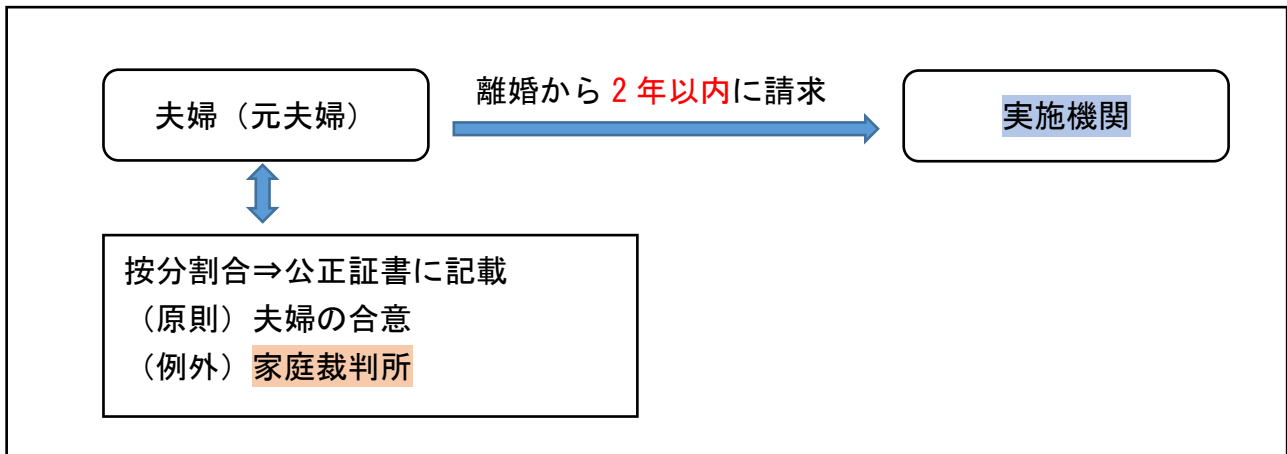 離婚から 2 年以内に請求
夫婦（元夫婦）
実施機関
按分割合⇒公正証書に記載
（原則）夫婦の合意
（例外）家庭裁判所